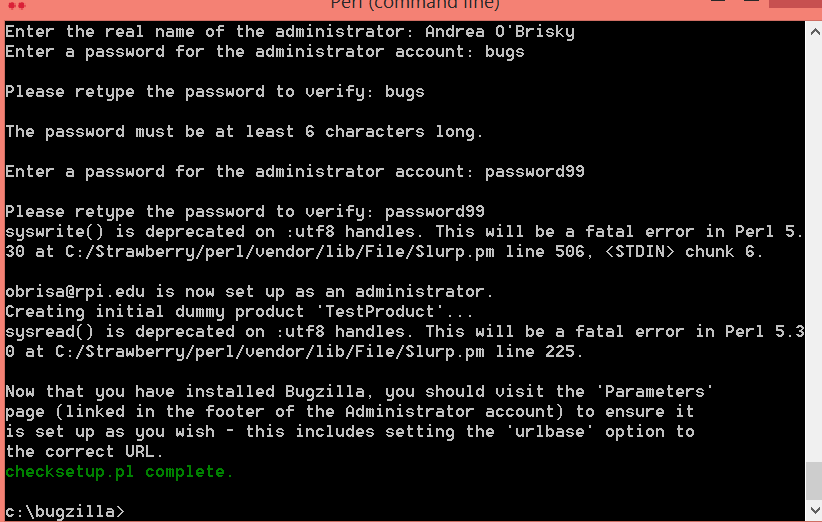 Perl (command line)
Enter the real name of the administrator: Andrea O'Brisky
Enter a password for the administrator account: bugs
Please retype the password to verify: bugs
The password must be at least 6 characters long.
Enter a password for the administrator account: password99
Please retype the password to verify: password99
syswrite() is deprecated on :utf8 handles. This will be a fatal error in Perl 5.
30 at C:/Strawberry/perl/vendor/lib/File/Slurp.pm line 506, <STDIN> chunk 6.
obrisa@rpi.edu is now set up as an administrator.
Creating initial dummy product 'TestProduct'...
sysread() is deprecated on :utf8 handles. This will be a fatal error in Perl 5.3
0 at C:/Strawberry/perl/vendor/lib/File/Slurp.pm line 225.
Now that you have installed Bugzilla, you should visit the 'Parameters'
page (linked in the footer of the Administrator account) to ensure it
is set up as you wish - this includes setting the 'urlbase' option to
the correct URL.
checksetup.pl complete.
c:\bugzilla>